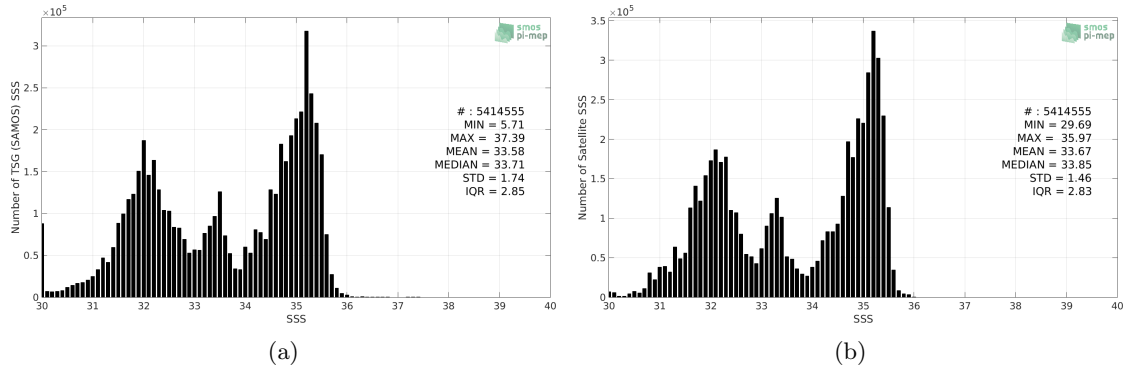 ×10^5
3
2.5
2
1.5
1
0.5
0
Number of TSG (SAMOS) SSS
smos
pi-mep
# : 5414555
MIN = 5.71
MAX = 37.39
MEAN = 33.58
MEDIAN = 33.71
STD = 1.74
IQR = 2.85
30 31 32 33 34 35 36 37 38 39 40
SSS
(a)
×10^5
3.5
3
2.5
2
1.5
1
0.5
0
Number of Satellite SSS
smos
pi-mep
# : 5414555
MIN = 29.69
MAX = 35.97
MEAN = 33.67
MEDIAN = 33.85
STD = 1.46
IQR = 2.83
30 31 32 33 34 35 36 37 38 39 40
SSS
(b)